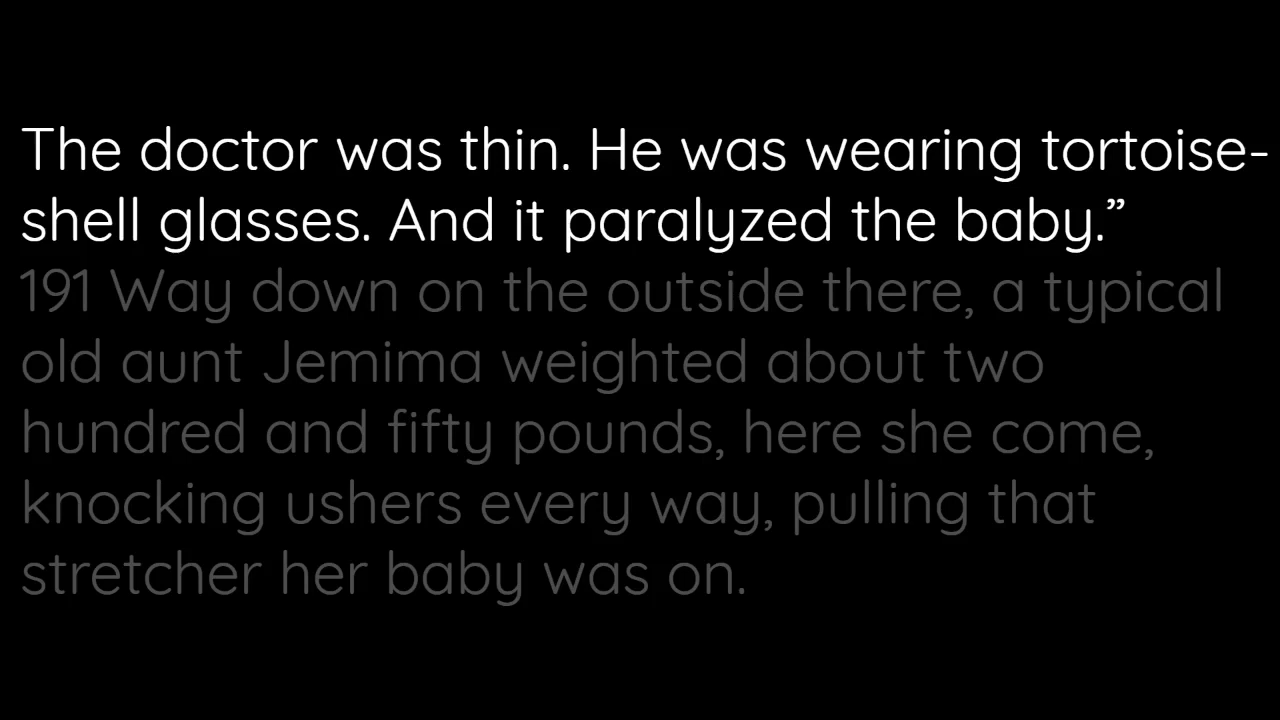 The doctor was thin. He was wearing tortoise-
shell glasses. And it paralyzed the baby.”
191 Way down on the outside there, a typical
old aunt Jemima weighted about two
hundred and fifty pounds, here she come,
knocking ushers every way, pulling that
stretcher her baby was on.